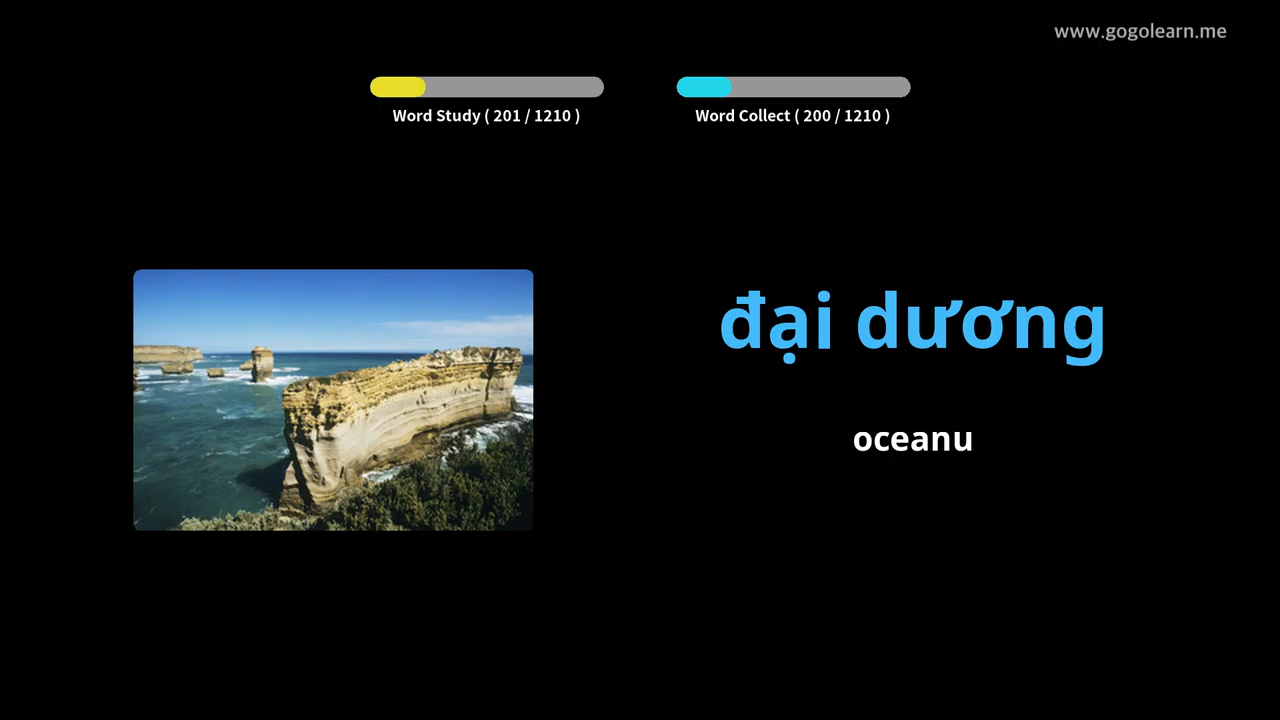 www.gogolearn.me
Word Study ( 201 / 1210 )
Word Collect ( 200 / 1210 )
đại dương
oceanu